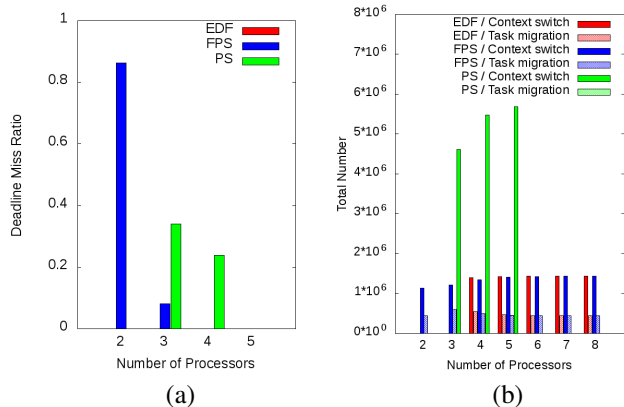 EDF
FPS
PS
1
0.8
0.6
0.4
0.2
0
2 3 4 5
Deadline Miss Ratio
Number of Processors
(a)
EDF / Context switch
EDF / Task migration
FPS / Context switch
FPS / Task migration
PS / Context switch
PS / Task migration
8*10^6
7*10^6
6*10^6
5*10^6
4*10^6
3*10^6
2*10^6
1*10^6
0*10^0
2 3 4 5 6 7 8
Total Number
Number of Processors
(b)